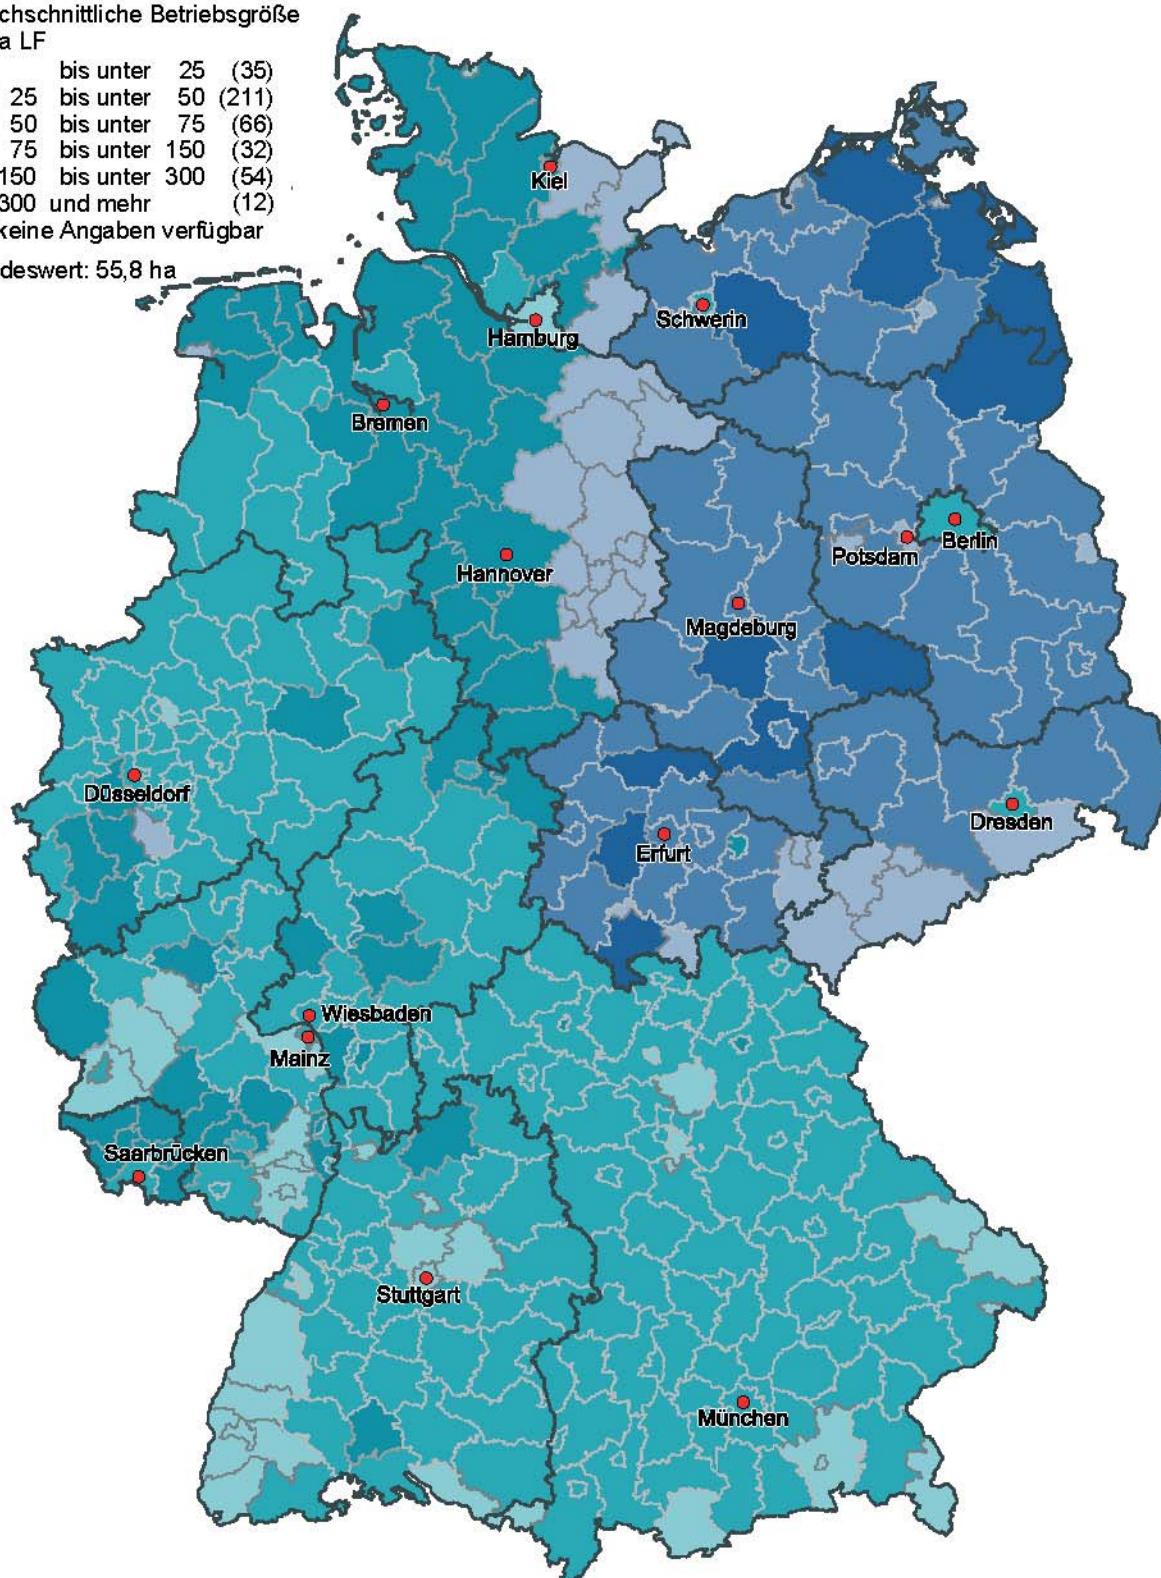 chschnittliche Betriebsgröße
a LF
bis unter 25 (35)
25 bis unter 50 (211)
50 bis unter 75 (66)
75 bis unter 150 (32)
150 bis unter 300 (54)
300 und mehr (12)
keine Angaben verfügbar
deswert: 55,8 ha
Kiel
Schwerin
Hamburg
Bremen
Berlin
Potsdam
Hannover
Magdeburg
Düsseldorf
Dresden
Erfurt
Wiesbaden
Mainz
Saarbrücken
Stuttgart
München